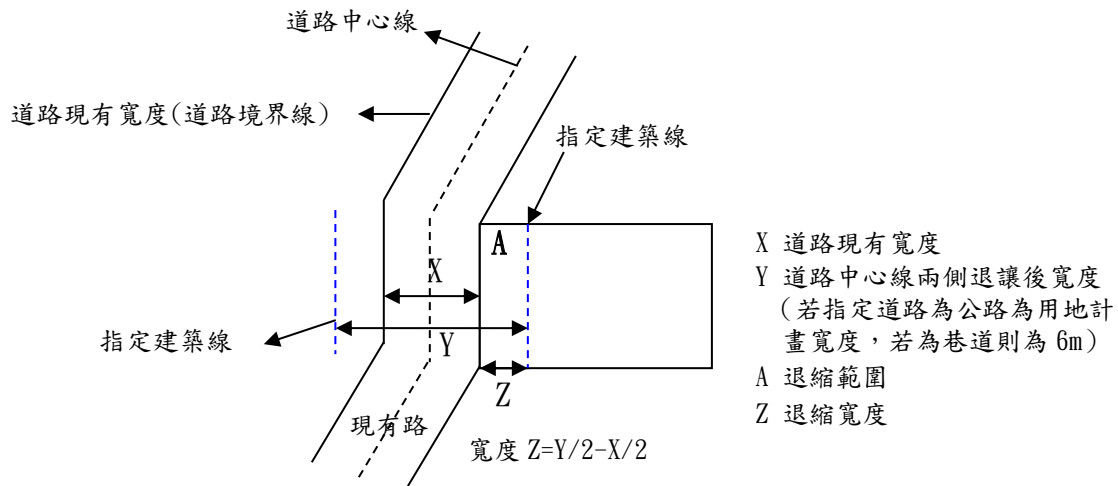 道路中心線
道路現有寬度(道路境界線)
指定建築線
A
X
指定建築線
Y
Z
現有路
寬度 Z=Y/2-X/2
X 道路現有寬度
Y 道路中心線兩側退讓後寬度
(若指定道路為公路為用地計
畫寬度，若為巷道則為 6m)
A 退縮範圍
Z 退縮寬度